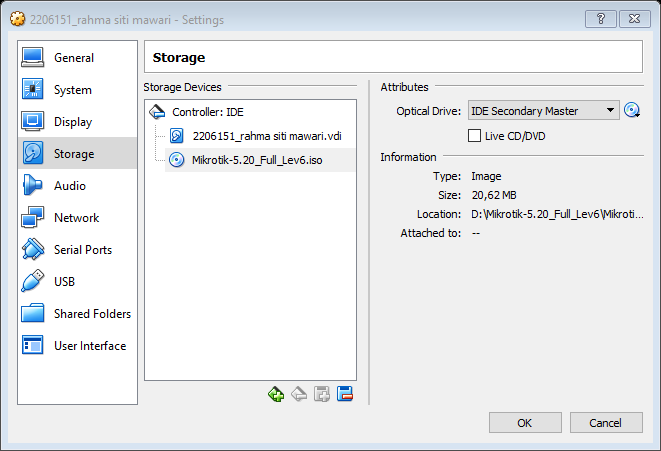 2206151_rahma siti mawari - Settings
General
System
Display
Storage
Audio
Network
Serial Ports
USB
Shared Folders
User Interface
Storage
Storage Devices
Controller: IDE
2206151_rahma siti mawari.vdi
Mikrotik-5.20_Full_Lev6.iso
Attributes
Optical Drive: IDE Secondary Master
Live CD/DVD
Information
Type: Image
Size: 20,62 MB
Location: D:\Mikrotik-5.20_Full_Lev6\Mikroti...
Attached to: --
OK
Cancel